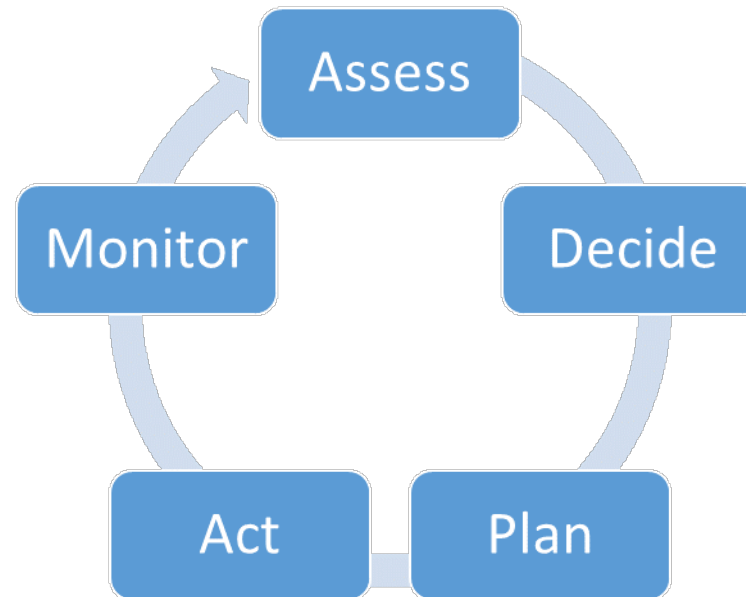 Assess
Decide
Plan
Act
Monitor